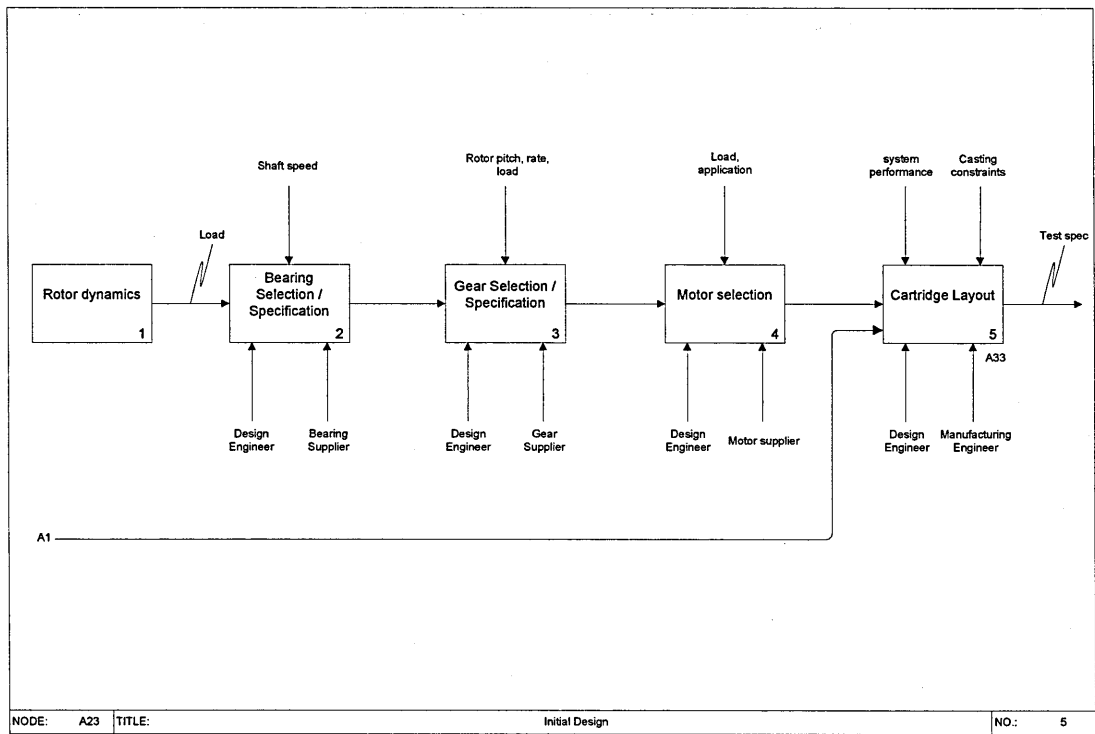 Shaft speed
Rotor pitch, rate,
load
Load,
application
system
performance
Casting
constraints
Load
Test spec
Rotor dynamics
1
Bearing
Selection /
Specification
2
Gear Selection /
Specification
3
Motor selection
4
Cartridge Layout
5
A33
Design
Engineer
Bearing
Supplier
Design
Engineer
Gear
Supplier
Design
Engineer
Motor supplier
Design
Engineer
Manufacturing
Engineer
A1
NODE: A23 TITLE: Initial Design NO.: 5